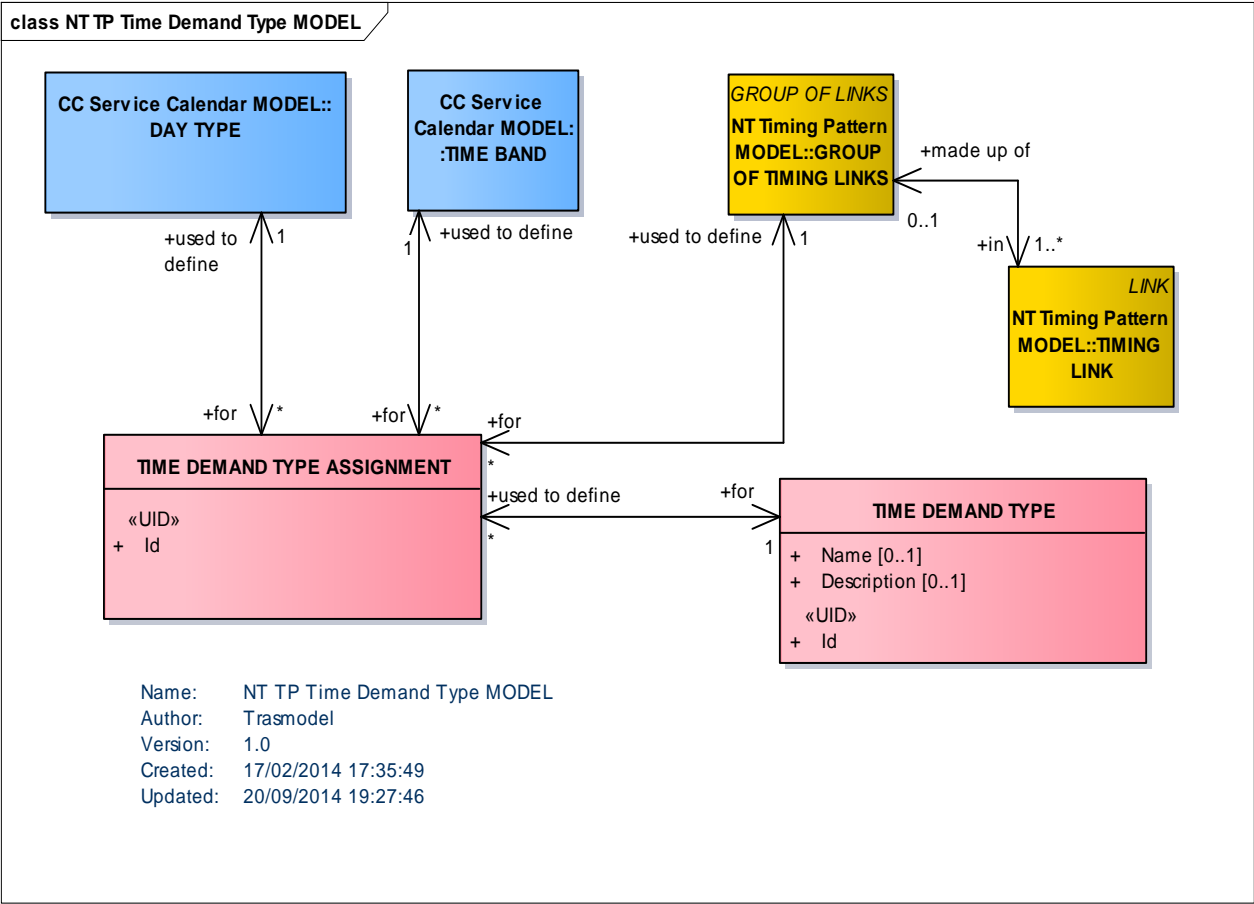 class NT TP Time Demand Type MODEL
CC Service Calendar MODEL::
DAY TYPE
CC Service
Calendar MODEL:
:TIME BAND
GROUP OF LINKS
NT Timing Pattern
MODEL::GROUP
OF TIMING LINKS
+made up of
0..1
+in
1..*
LINK
NT Timing Pattern
MODEL::TIMING
LINK
+used to
define
1
1
+used to define
+used to define
1
+for
*
+for
*
+for
*
TIME DEMAND TYPE ASSIGNMENT
«UID»
+ Id
+used to define
*
+for
1
TIME DEMAND TYPE
+ Name [0..1]
+ Description [0..1]
«UID»
+ Id
Name: NT TP Time Demand Type MODEL
Author: Trasmodel
Version: 1.0
Created: 17/02/2014 17:35:49
Updated: 20/09/2014 19:27:46